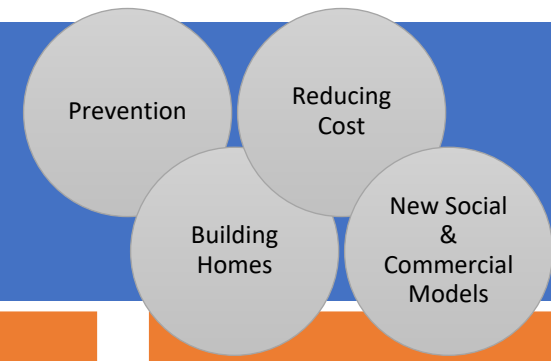 Prevention
Reducing
Cost
Building
Homes
New Social
&
Commercial
Models